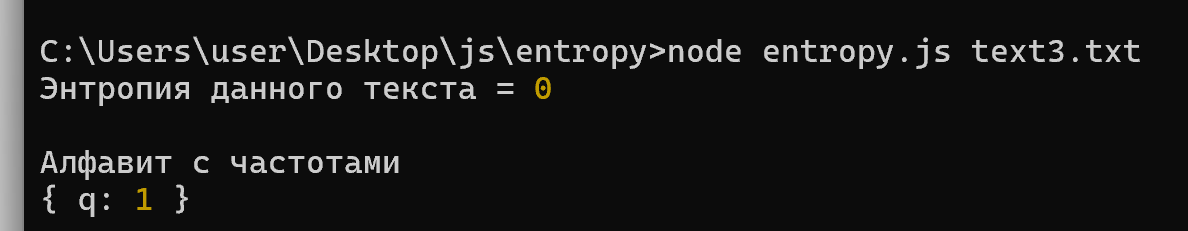 C:\Users\user\Desktop\js\entropy>node entropy.js text3.txt
Энтропия данного текста = 0
Алфавит с частотами
{ q: 1 }